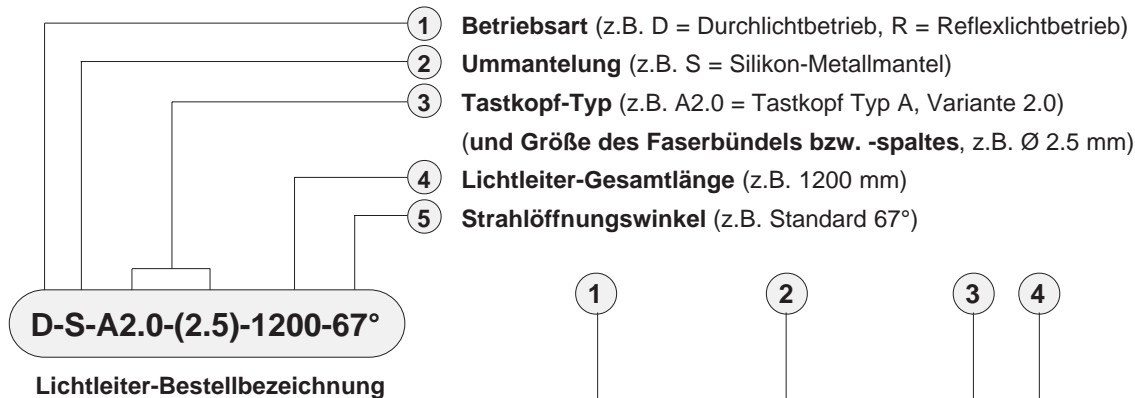 1 Betriebsart (z.B. D = Durchlichtbetrieb, R = Reflexlichtbetrieb)
2 Ummantelung (z.B. S = Silikon-Metallmantel)
3 Tastkopf-Typ (z.B. A2.0 = Tastkopf Typ A, Variante 2.0)
(und Größe des Faserbündels bzw. -spaltes, z.B. Ø 2.5 mm)
4 Lichtleiter-Gesamtlänge (z.B. 1200 mm)
5 Strahlöffnungswinkel (z.B. Standard 67°)
1 2 3 4
D-S-A2.0-(2.5)-1200-67°
Lichtleiter-Bestellbezeichnung